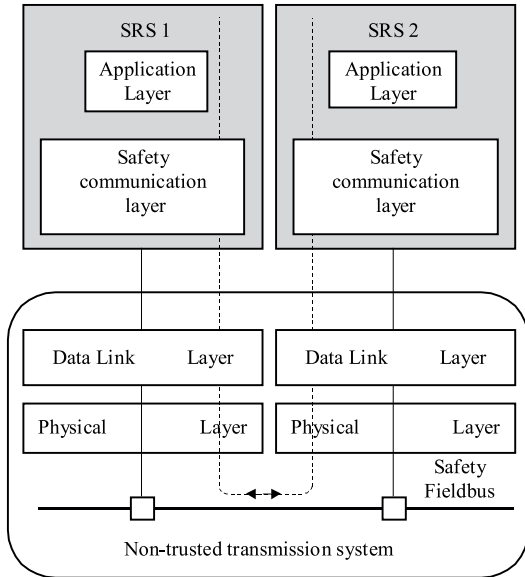 SRS 1
SRS 2
Application
Layer
Application
Layer
Safety
communication
layer
Safety
communication
layer
Data Link Layer
Data Link Layer
Physical Layer
Physical Layer
Safety
Fieldbus
Non-trusted transmission system